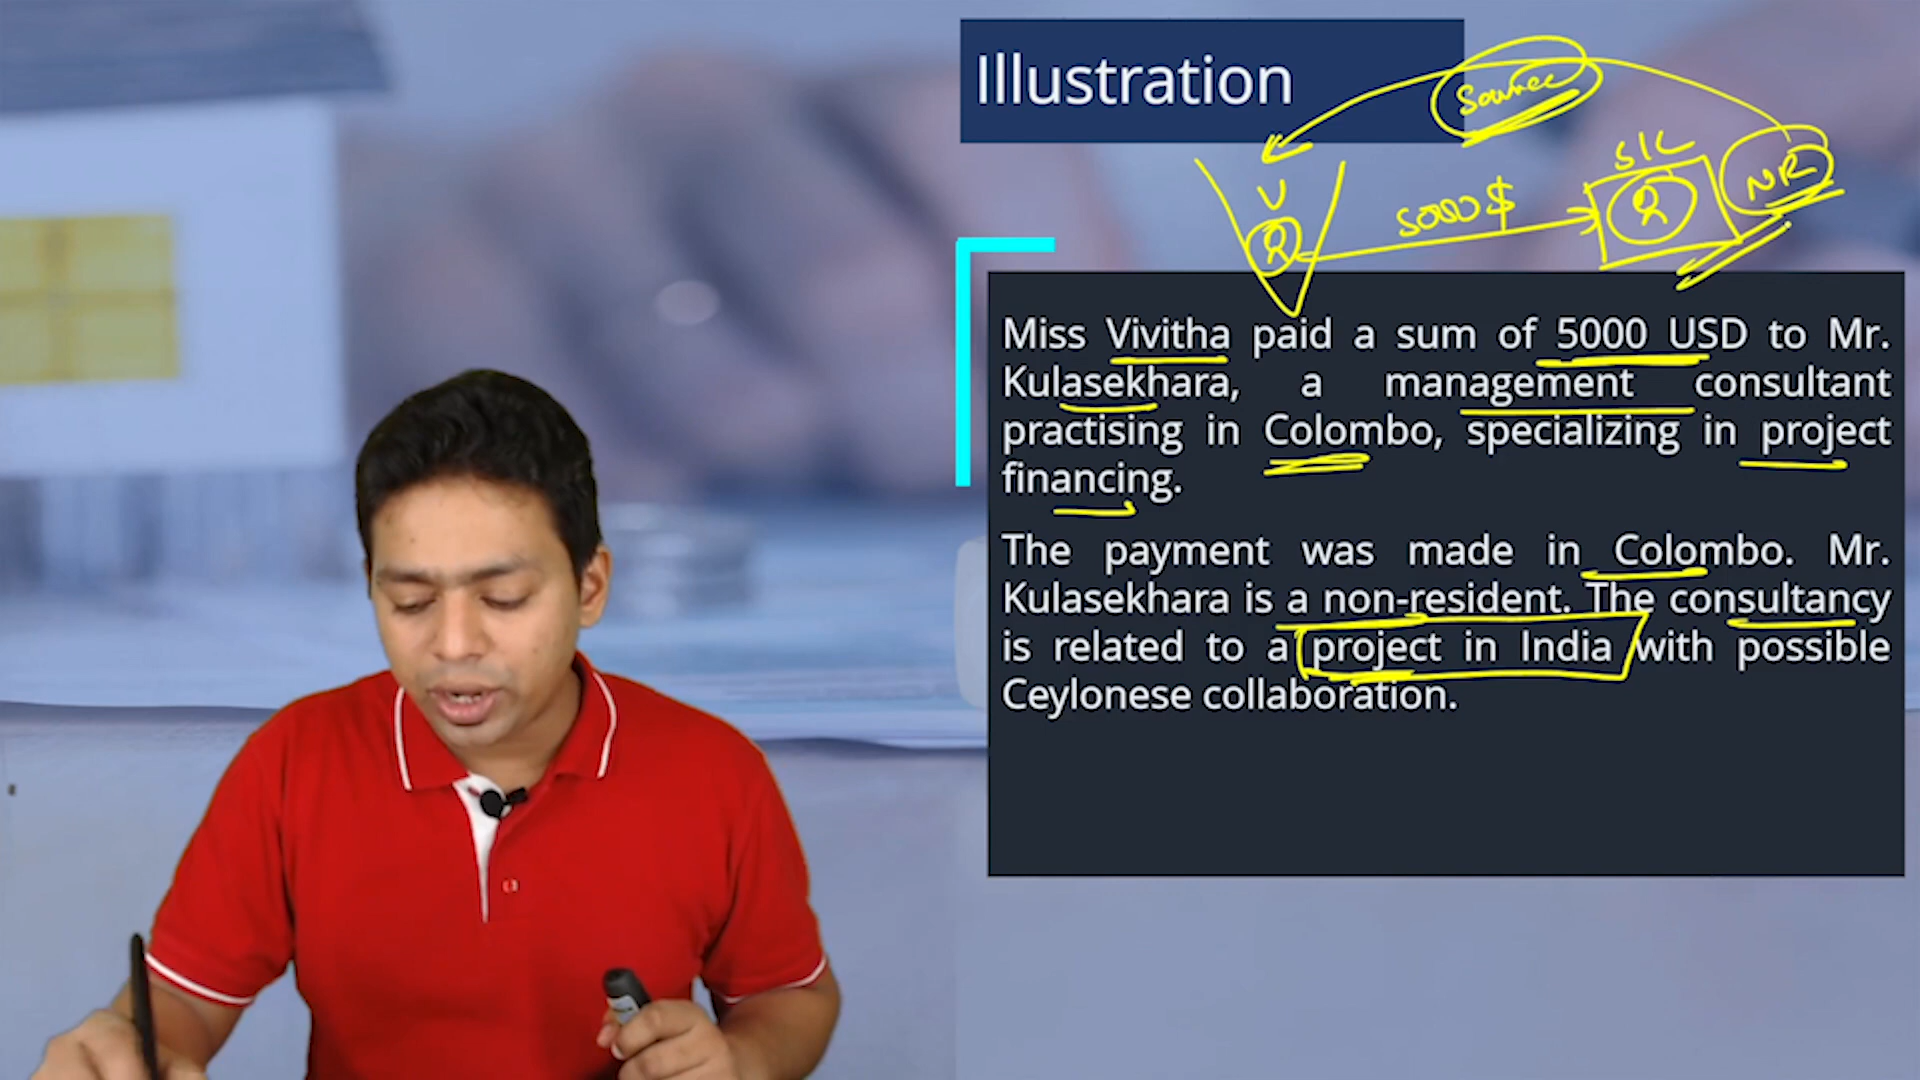 Illustration
Source
SIL
V
R
5000 $
R
NR
Miss Vivitha paid a sum of 5000 USD to Mr.
Kulasekhara, a management consultant
practising in Colombo, specializing in project
financing.
The payment was made in Colombo. Mr.
Kulasekhara is a non-resident. The consultancy
is related to a project in India with possible
Ceylonese collaboration.